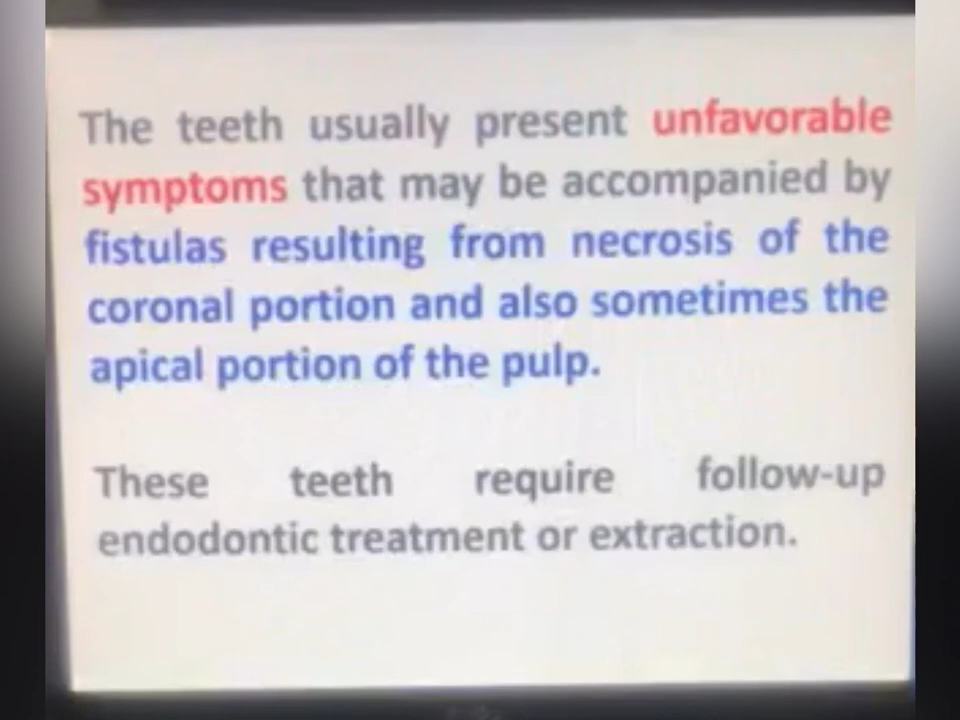 The teeth usually present unfavorable
symptoms that may be accompanied by
fistulas resulting from necrosis of the
coronal portion and also sometimes the
apical portion of the pulp.
These teeth require follow-up
endodontic treatment or extraction.